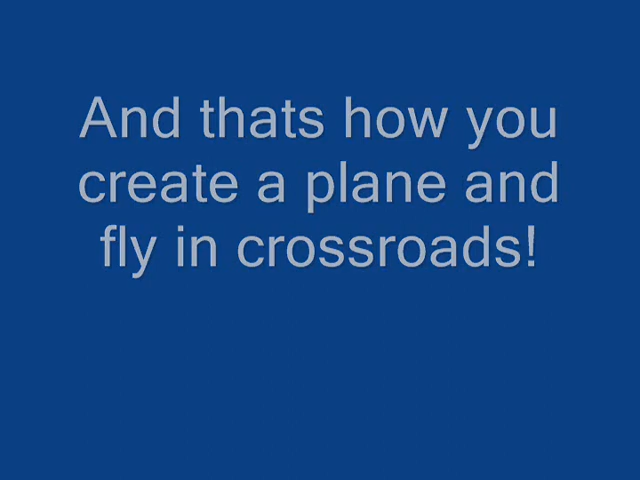 And thats how you
create a plane and
fly in crossroads!